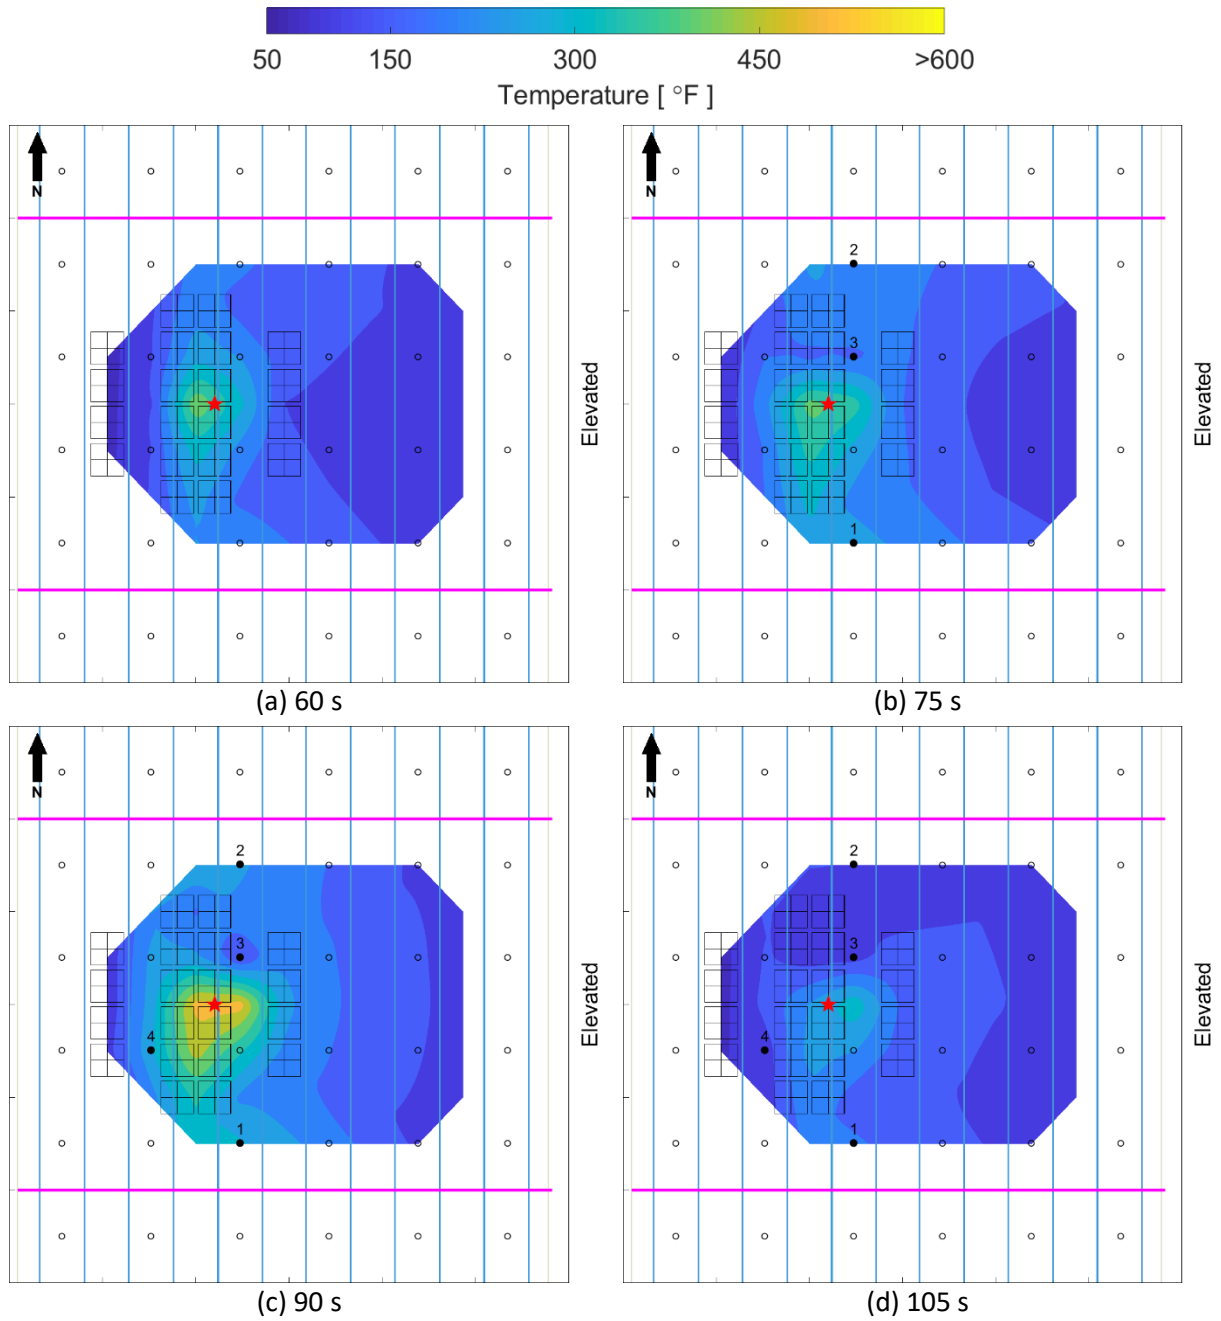 50 150 300 450 >600
Temperature [ °F ]
N
Elevated
(a) 60 s
N
2
3
1
Elevated
(b) 75 s
N
2
3
4
1
Elevated
(c) 90 s
N
2
3
4
1
Elevated
(d) 105 s